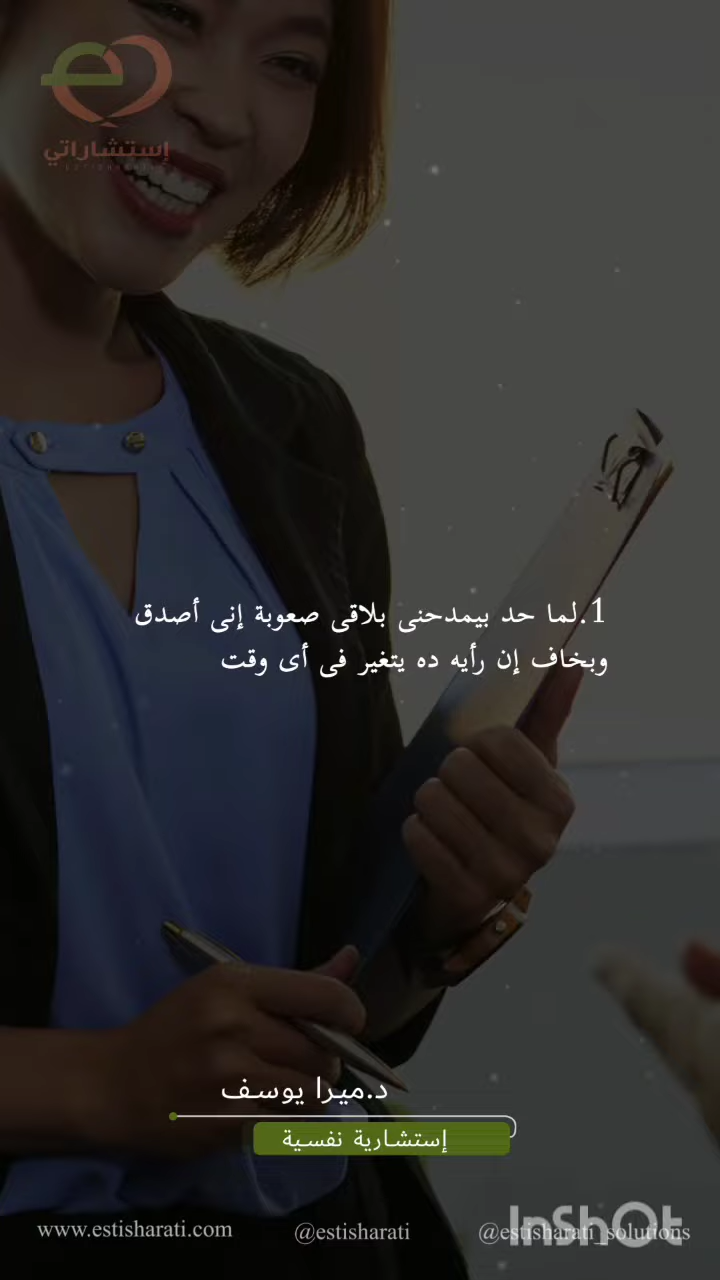 إستشاراتي
1.لما حد بيمدحنى بلاقى صعوبة إنى أصدق
وبخاف إن رأيه ده يتغير فى أى وقت
د.ميرا يوسف
إستشارية نفسية
www.estisharati.com @estisharati @estisharati_solutions
InShOt